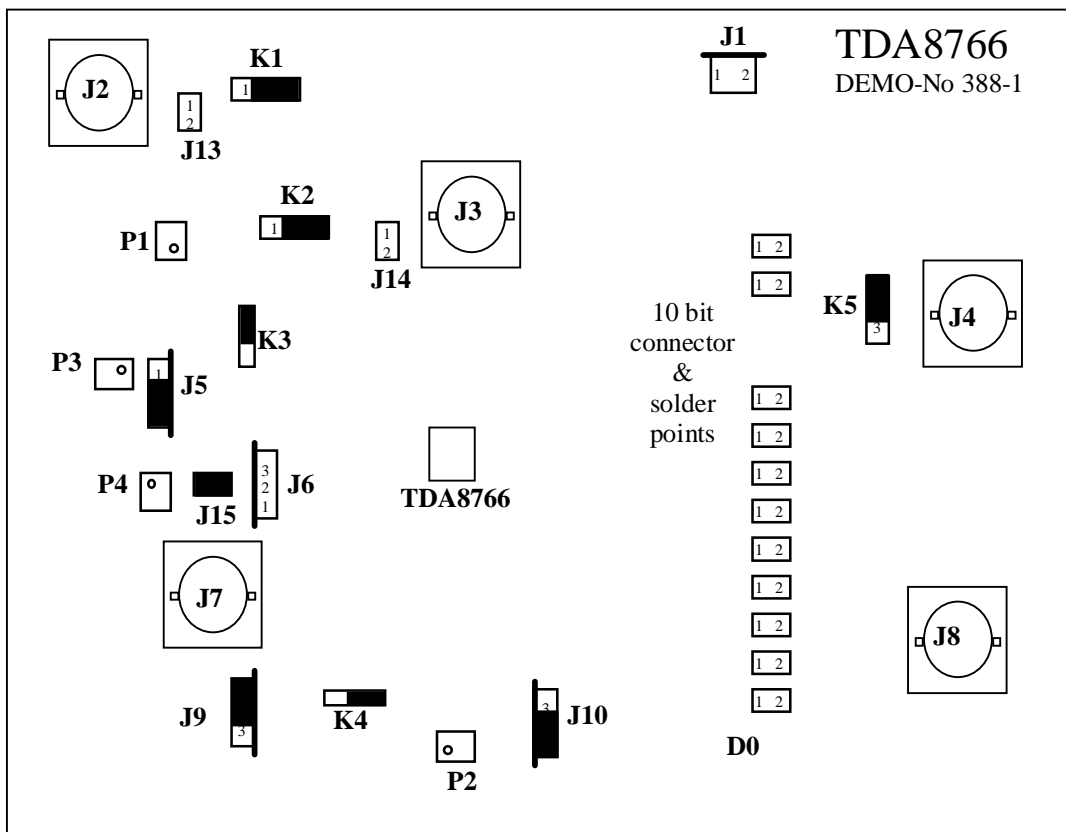 J1
TDA8766
DEMO-No 388-1
1 2
J2
K1
1
1
2
J13
K2
1
J3
1
2
J14
P1
1 2
1 2
K5
3
J4
10 bit
connector
&
solder
points
K3
P3
1
J5
1 2
1 2
1 2
1 2
1 2
1 2
1 2
1 2
1 2
P4
J15
3
2
1
J6
TDA8766
J7
J8
J9
3
K4
3
J10
P2
D0